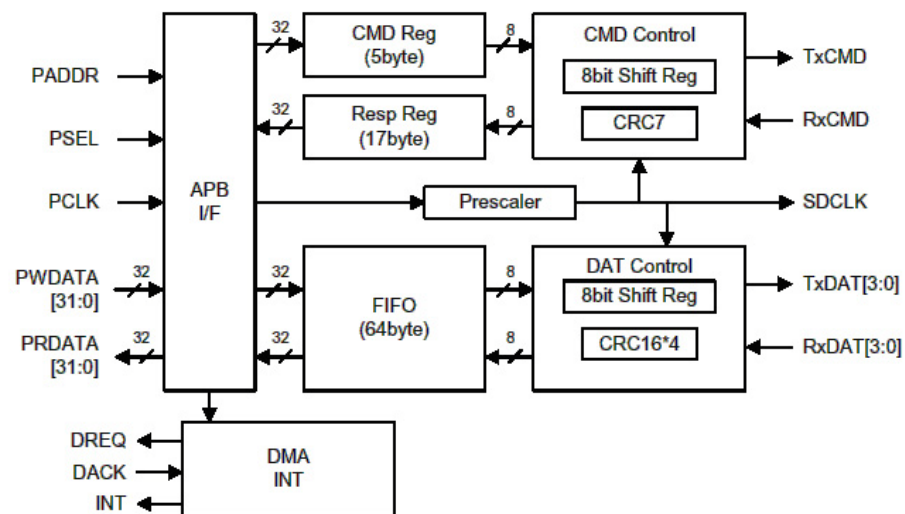 PADDR
PSEL
PCLK
PWDATA
[31:0]
PRDATA
[31:0]
32
32
APB
I/F
32
CMD Reg
(5byte)
8
32
Resp Reg
(17byte)
8
CMD Control
8bit Shift Reg
CRC7
TxCMD
RxCMD
Prescaler
SDCLK
32
32
FIFO
(64byte)
8
8
DAT Control
8bit Shift Reg
CRC16*4
TxDAT[3:0]
RxDAT[3:0]
DREQ
DACK
INT
DMA
INT